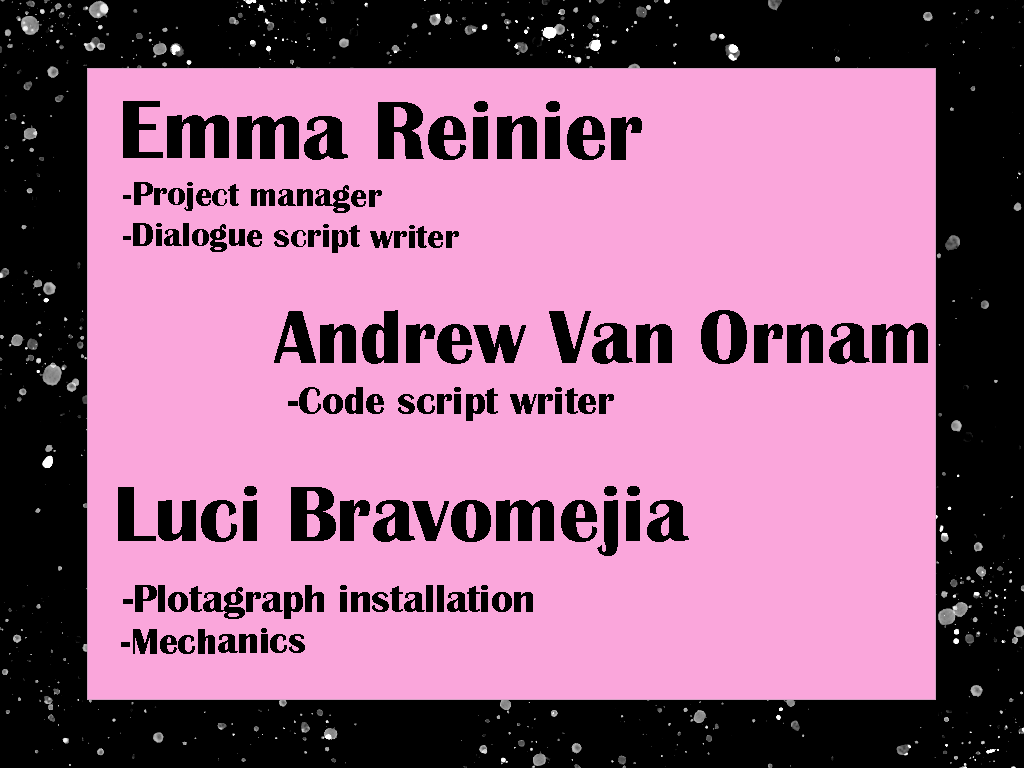 Emma Reinier
-Project manager
-Dialogue script writer
Andrew Van Ornam
-Code script writer
Luci Bravomejia
-Plotagraph installation
-Mechanics